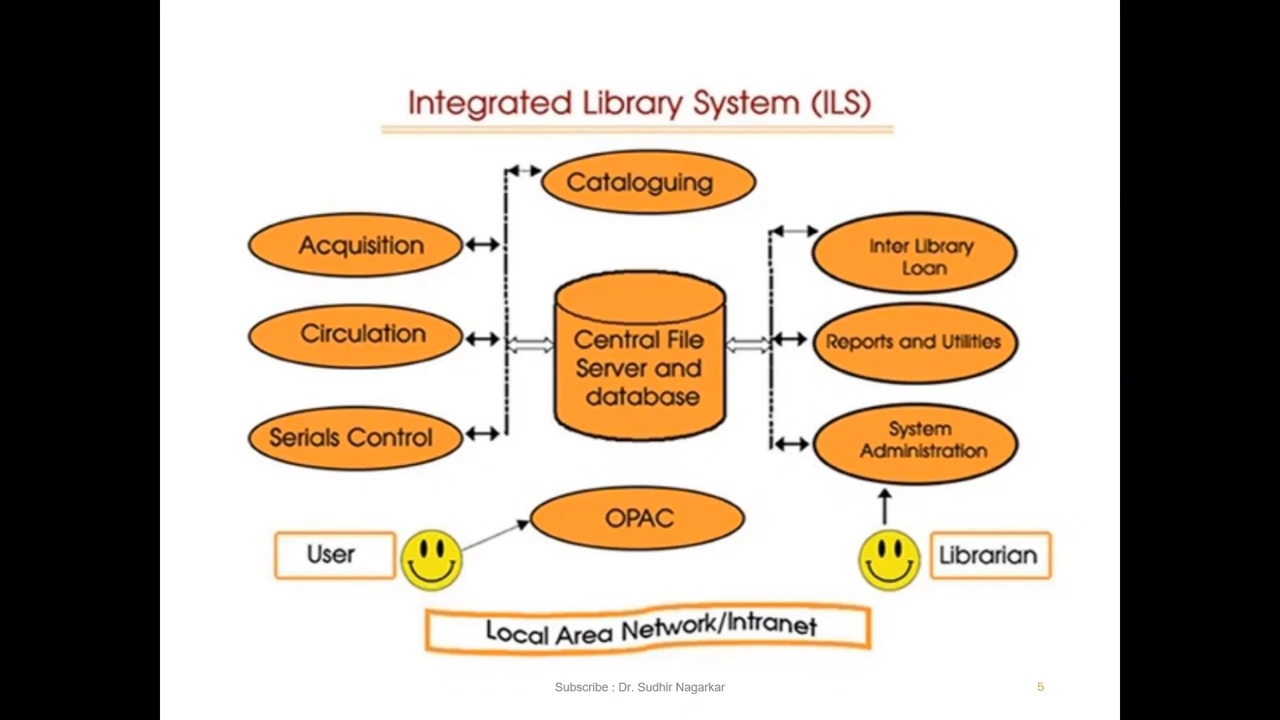 Integrated Library System (ILS)
Cataloguing
Acquisition
Inter Library
Loan
Circulation
Central File
Server and
database
Reports and Utilities
Serials Control
System
Administration
OPAC
User
Librarian
Local Area Network/Intranet
Subscribe : Dr. Sudhir Nagarkar
5